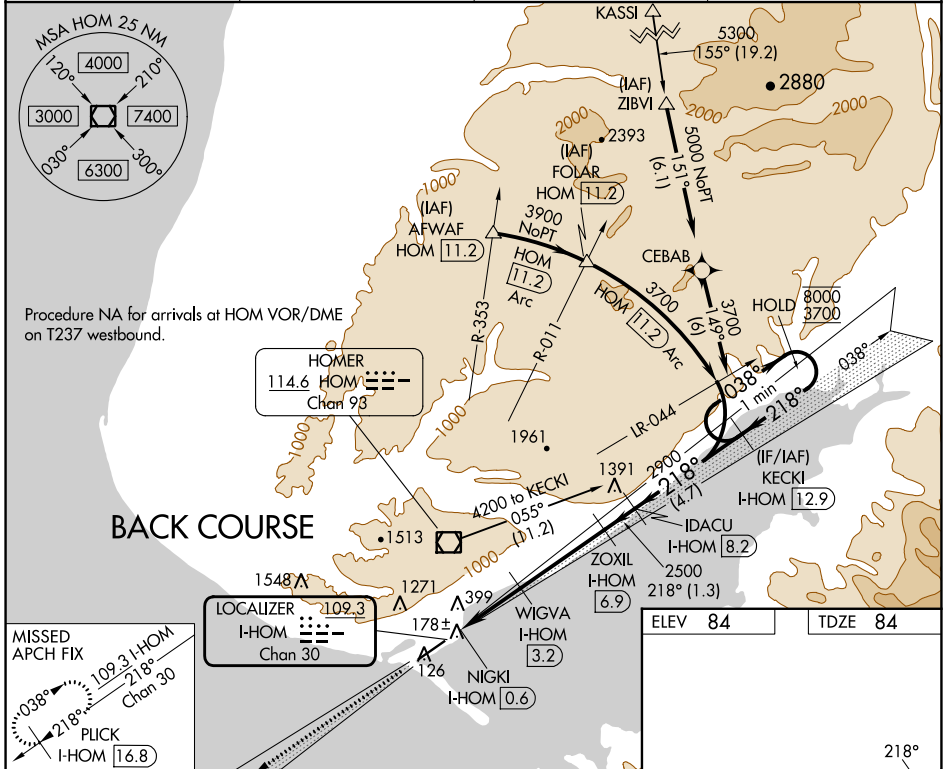 MSA HOM 25 NM
120°
4000
210°
3000
7400
030°
6300
300°
KASSI
5300
155° (19.2)
(IAF)
ZIBVI
2880
2000
2000
2000
2393
5000 NoPT
151°
(6.1)
(IAF)
FOLAR
HOM 11.2
1000
(IAF)
AFWAF
HOM 11.2
3900
NoPT
HOM
11.2
Arc
CEBAB
3700
HOM 11.2 Arc
3700
149°
(6)
HOLD
8000
3700
Procedure NA for arrivals at HOM VOR/DME
on T237 westbound.
R-353
R-011
HOMER
114.6 HOM
Chan 93
1000
038°
1 min
218°
038°
LR-044
1961
1391
2900
218°
(4.7)
(IF/IAF)
KECKI
I-HOM 12.9
4200 to KECKI
055°
(11.2)
BACK COURSE
1513
1000
IDACU
I-HOM 8.2
ZOXIL
I-HOM
6.9
2500
218° (1.3)
1548
1271
399
LOCALIZER 109.3
I-HOM
Chan 30
178±
126
WIGVA
I-HOM
3.2
NIGKI
I-HOM 0.6
ELEV 84
TDZE 84
218°
MISSED
APCH FIX
109.3 I-HOM
218°
Chan 30
038°
218°
PLICK
I-HOM 16.8